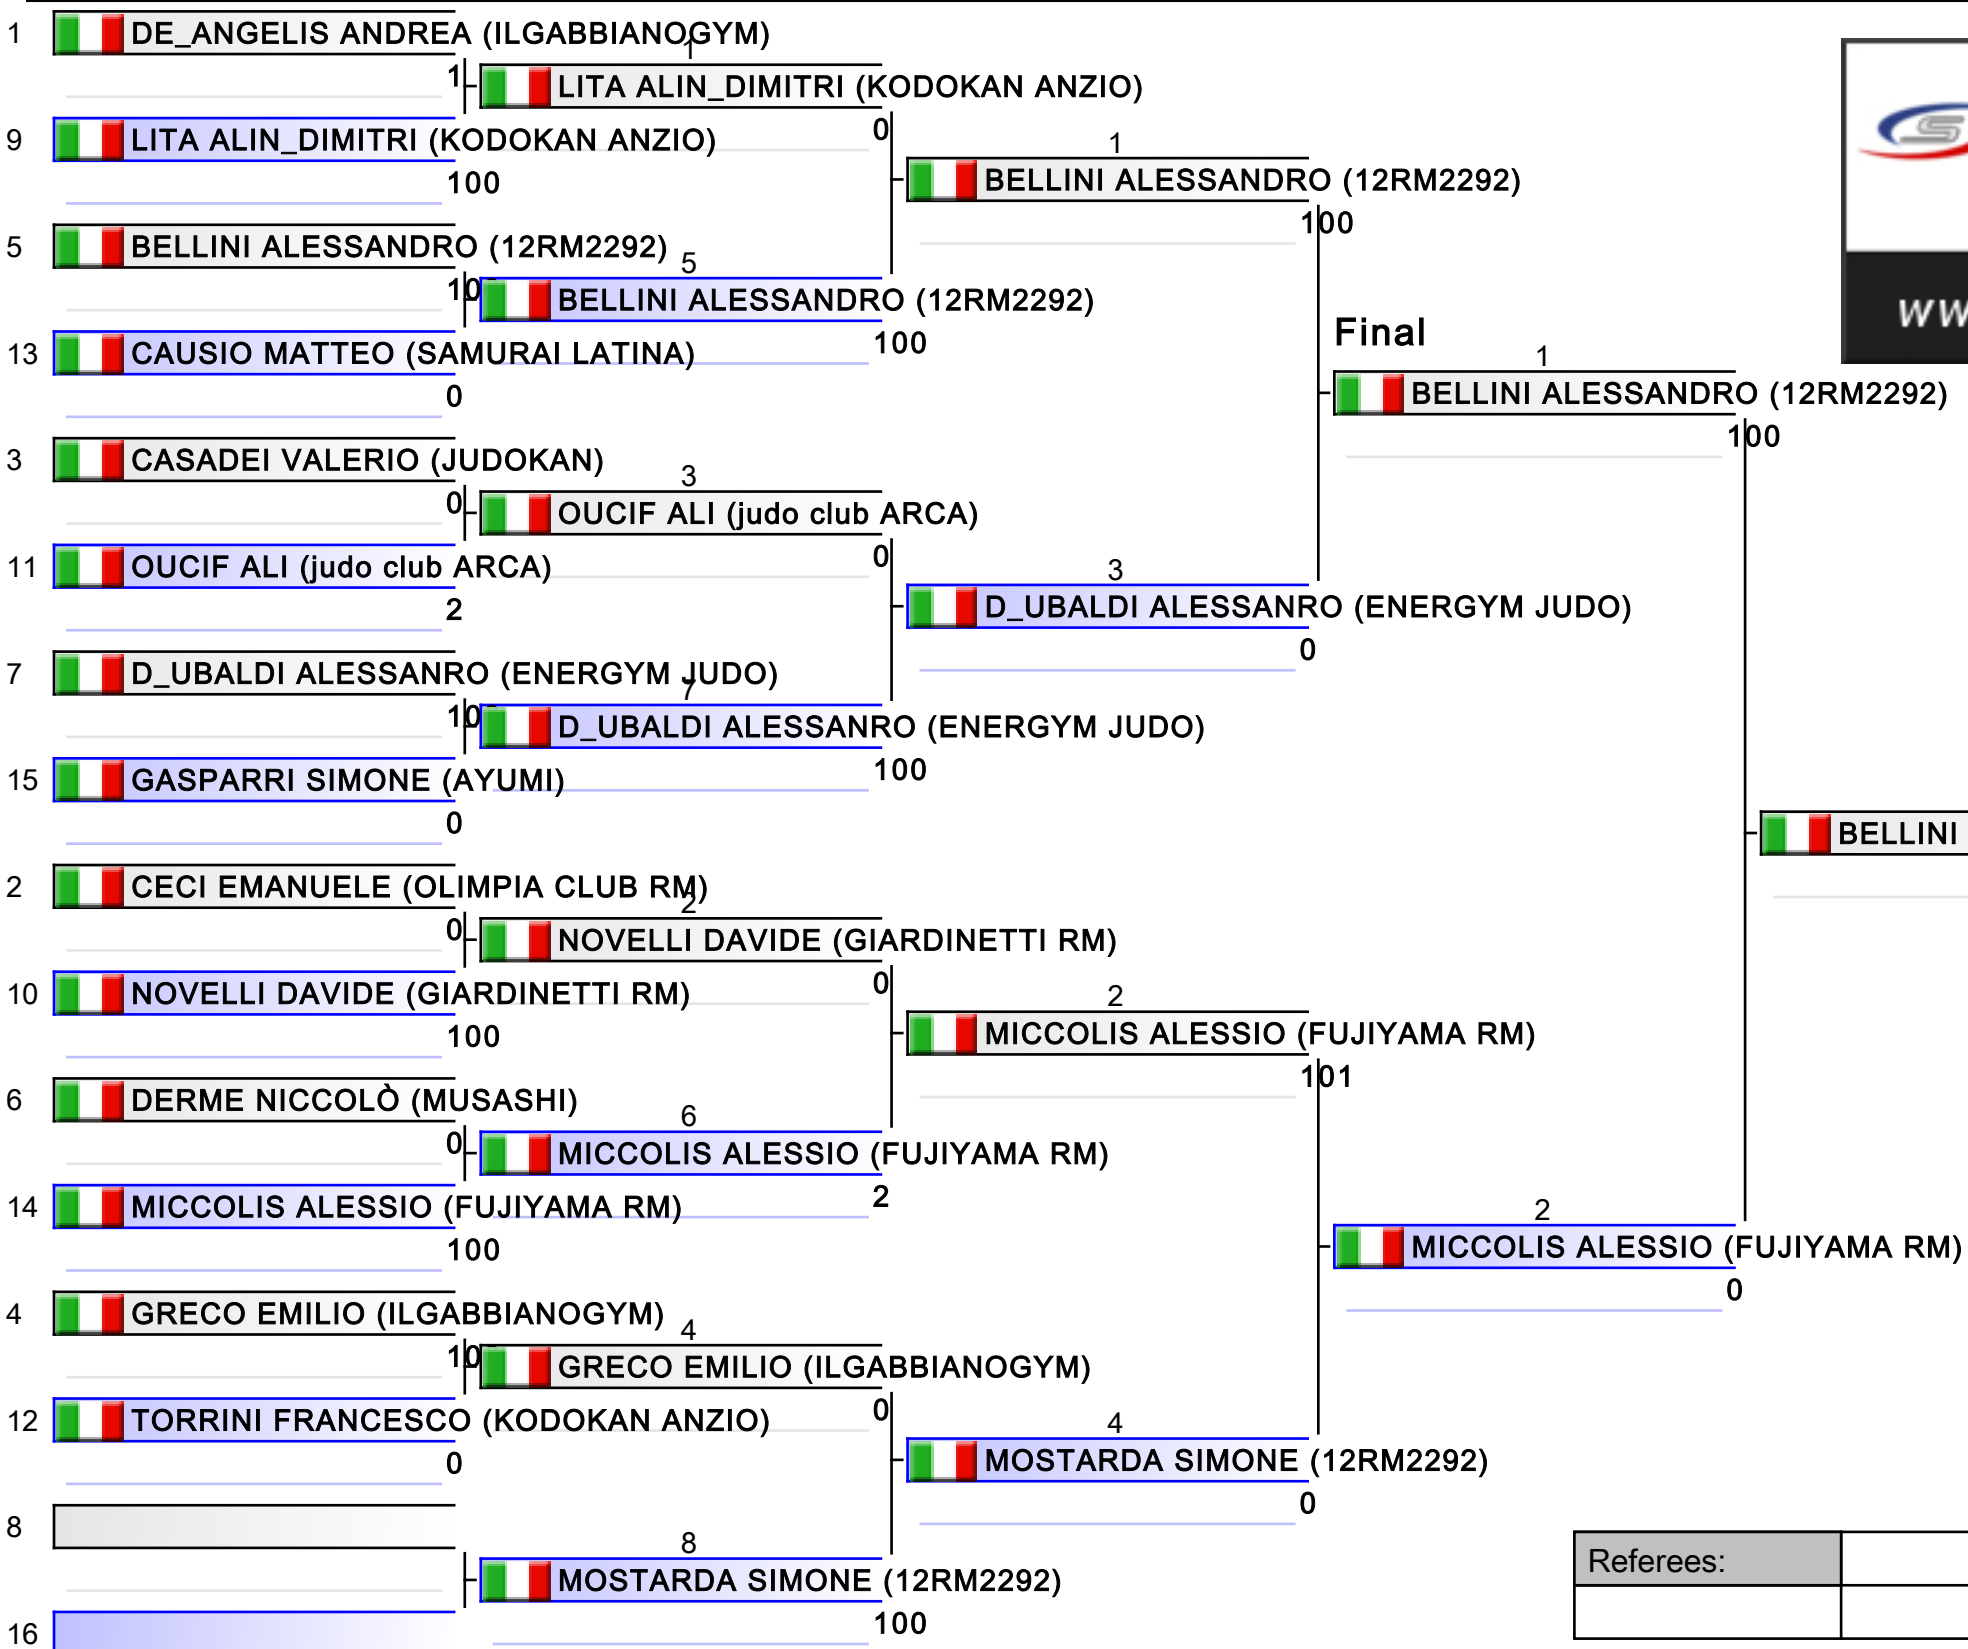 1 DE_ANGELIS ANDREA (ILGABBIANOGYM)
1
1 LITA ALIN_DIMITRI (KODOKAN ANZIO)
0
9 LITA ALIN_DIMITRI (KODOKAN ANZIO)
1
BELLINI ALESSANDRO (12RM2292)
100
100
5 BELLINI ALESSANDRO (12RM2292)
5
BELLINI ALESSANDRO (12RM2292)
100
WW
Final
13 CAUSIO MATTEO (SAMURAI LATINA)
0
1
BELLINI ALESSANDRO (12RM2292)
100
3 CASADEI VALERIO (JUDOKAN)
3
0
OUCIF ALI (judo club ARCA)
0
11 OUCIF ALI (judo club ARCA)
2
3
D_UBALDI ALESSANRO (ENERGYM JUDO)
0
7 D_UBALDI ALESSANRO (ENERGYM JUDO)
7
D_UBALDI ALESSANRO (ENERGYM JUDO)
100
15 GASPARRI SIMONE (AYUMI)
0
BELLINI
2 CECI EMANUELE (OLIMPIA CLUB RM)
2
0
NOVELLI DAVIDE (GIARDINETTI RM)
0
10 NOVELLI DAVIDE (GIARDINETTI RM)
100
2
MICCOLIS ALESSIO (FUJIYAMA RM)
101
6 DERME NICCOLÒ (MUSASHI)
6
0
MICCOLIS ALESSIO (FUJIYAMA RM)
2
14 MICCOLIS ALESSIO (FUJIYAMA RM)
100
2
MICCOLIS ALESSIO (FUJIYAMA RM)
0
4 GRECO EMILIO (ILGABBIANOGYM)
4
GRECO EMILIO (ILGABBIANOGYM)
0
12 TORRINI FRANCESCO (KODOKAN ANZIO)
0
4
MOSTARDA SIMONE (12RM2292)
0
8
8
MOSTARDA SIMONE (12RM2292)
100
16
Referees: